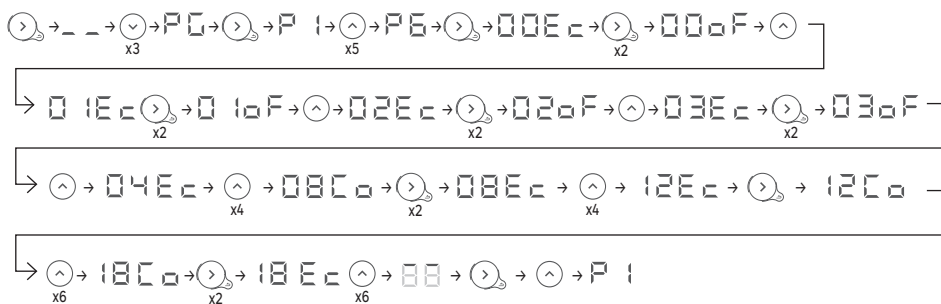 → _ _ → x3 → PG → → P 1 → x5 → P6 → → 00Ec → x2 → 00oF →
→ 01Ec x2 → 01oF → → 02Ec → x2 → 02oF → → 03Ec → x2 → 03oF
→ → 04Ec → x4 → 08Co → x2 → 08Ec → x4 → 12Ec → → 12Co
→ x6 → 18Co → x2 → 18Ec x6 → 88 → → → P 1